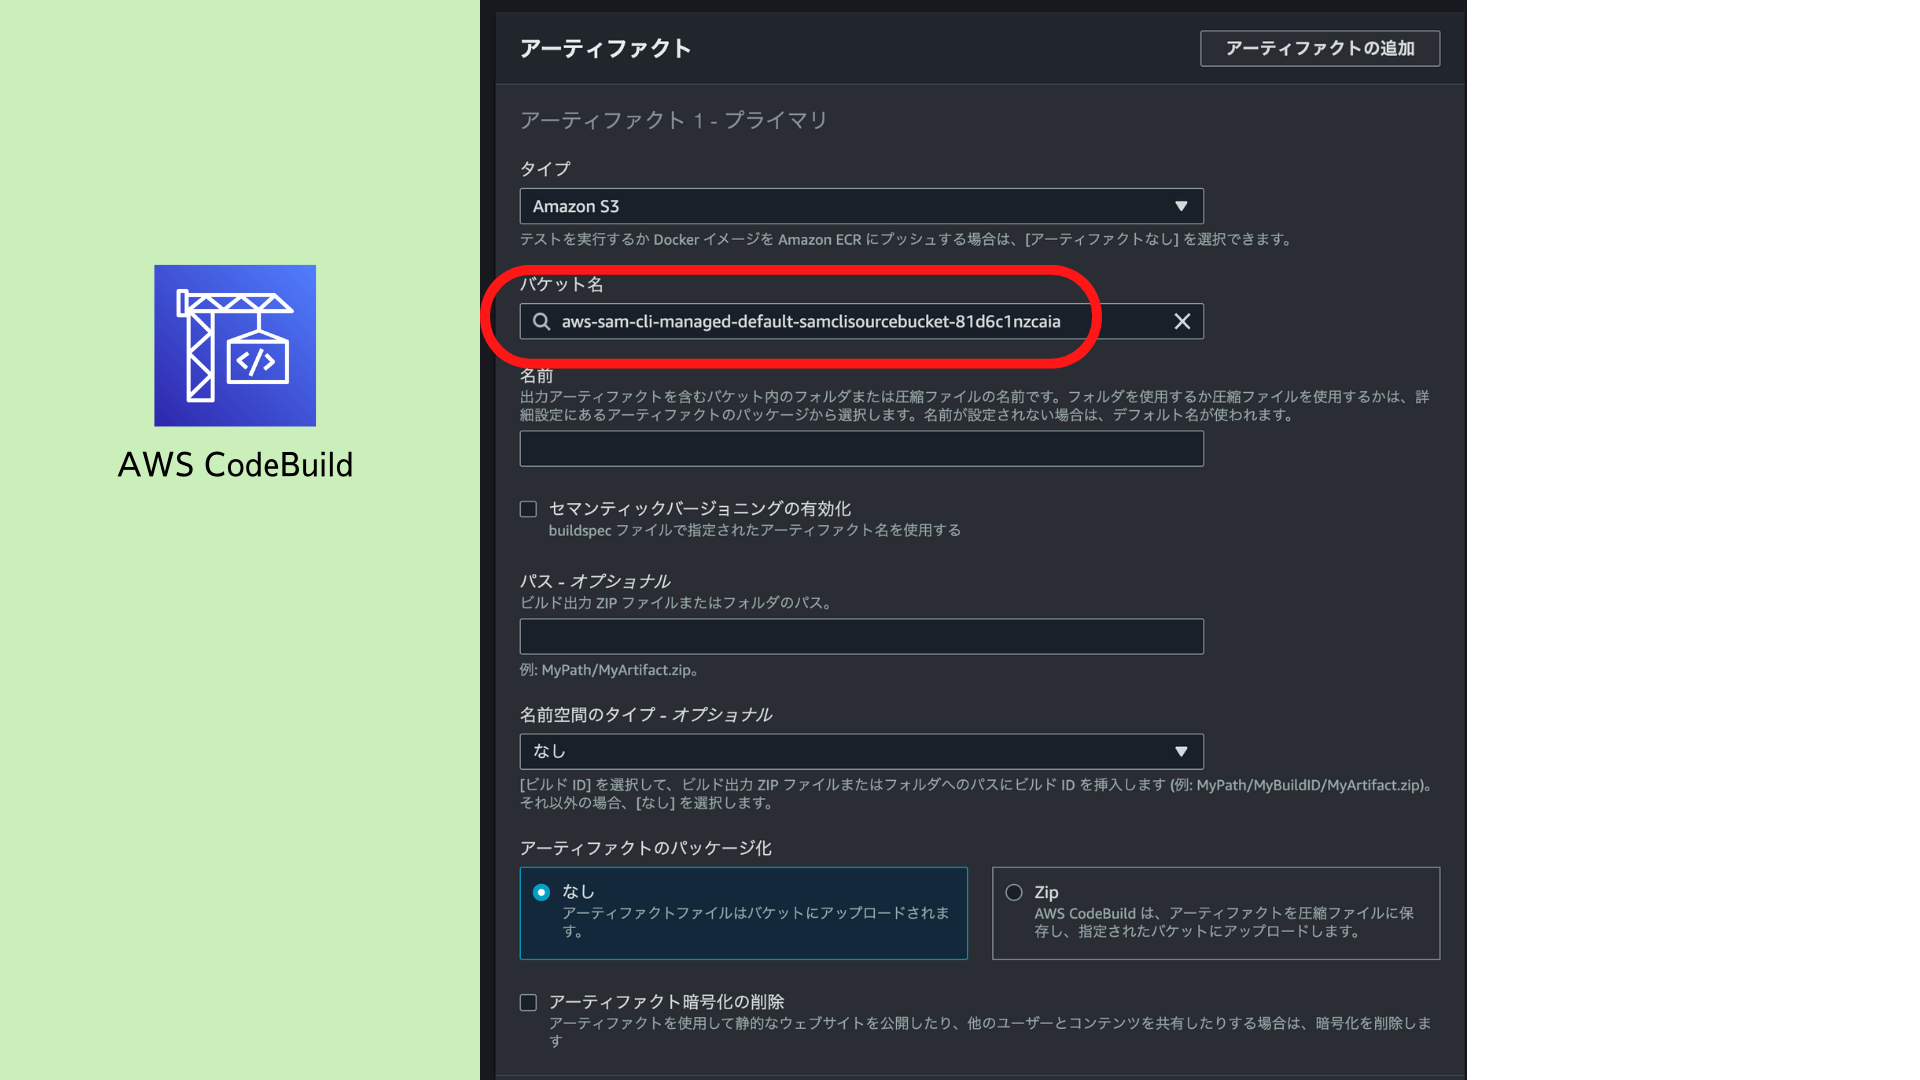 AWS CodeBuild
アーティファクト
アーティファクトの追加
アーティファクト 1 - プライマリ
タイプ
Amazon S3
テストを実行するか Docker イメージを Amazon ECR にプッシュする場合は、[アーティファクトなし] を選択できます。
バケット名
aws-sam-cli-managed-default-samclisourcebucket-81d6c1nzcaia
名前
出力アーティファクトを含むバケット内のフォルダまたは圧縮ファイルの名前です。フォルダを使用するか圧縮ファイルを使用するかは、詳
細設定にあるアーティファクトのパッケージから選択します。名前が設定されない場合は、デフォルト名が使われます。
セマンティックバージョニングの有効化
buildspec ファイルで指定されたアーティファクト名を使用する
パス - オプショナル
ビルド出力 ZIP ファイルまたはフォルダのパス。
例: MyPath/MyArtifact.zip。
名前空間のタイプ - オプショナル
なし
[ビルド ID] を選択して、ビルド出力 ZIP ファイルまたはフォルダへのパスにビルド ID を挿入します (例: MyPath/MyBuildID/MyArtifact.zip)。
それ以外の場合、[なし] を選択します。
アーティファクトのパッケージ化
なし
アーティファクトファイルはバケットにアップロードされま
す。
Zip
AWS CodeBuild は、アーティファクトを圧縮ファイルに保
存し、指定されたバケットにアップロードします。
アーティファクト暗号化の削除
アーティファクトを使用して静的なウェブサイトを公開したり、他のユーザーとコンテンツを共有したりする場合は、暗号化を削除しま
す